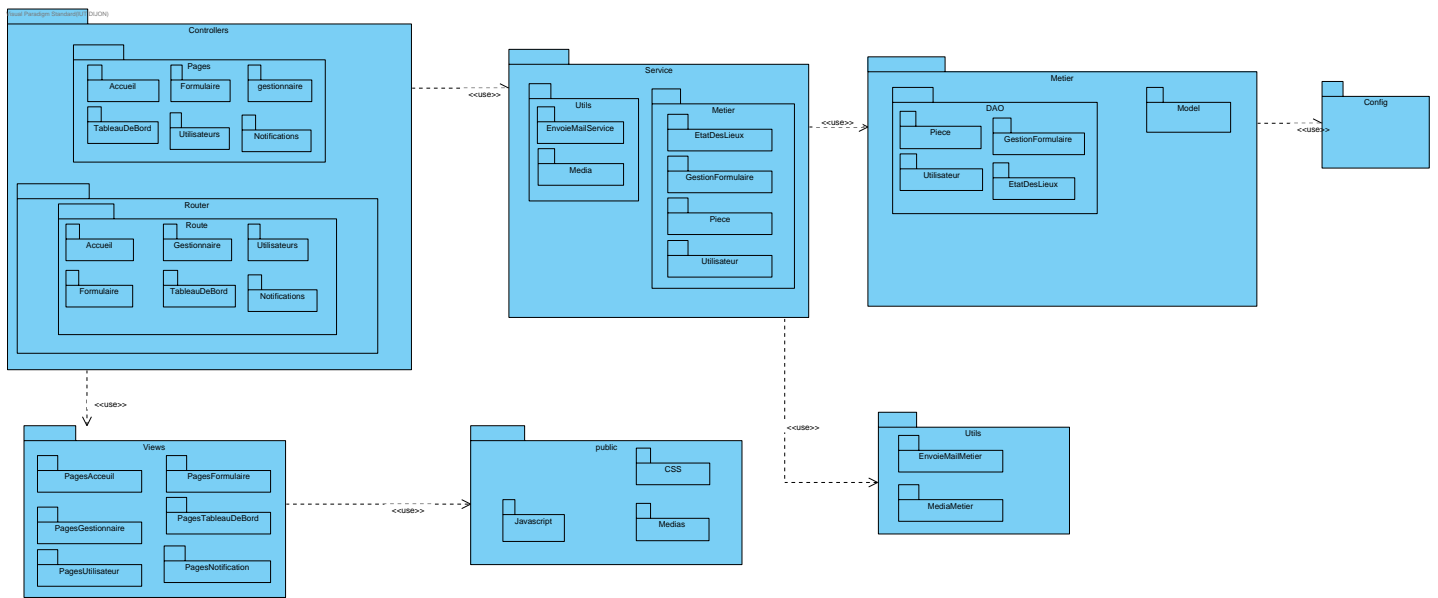 Visual Paradigm Standard(IUT DIJON)
Controllers
Pages
Accueil
Formulaire
gestionnaire
TableauDeBord
Utilisateurs
Notifications
Router
Route
Accueil
Gestionnaire
Utilisateurs
Formulaire
TableauDeBord
Notifications
<<use>>
Service
Utils
EnvoieMailService
Media
Metier
EtatDesLieux
GestionFormulaire
Piece
Utilisateur
<<use>>
Metier
DAO
Piece
GestionFormulaire
Utilisateur
EtatDesLieux
Model
<<use>>
Config
<<use>>
Views
PagesAcceuil
PagesFormulaire
PagesGestionnaire
PagesTableauDeBord
PagesUtilisateur
PagesNotification
<<use>>
public
CSS
Javascript
Medias
<<use>>
Utils
EnvoieMailMetier
MediaMetier